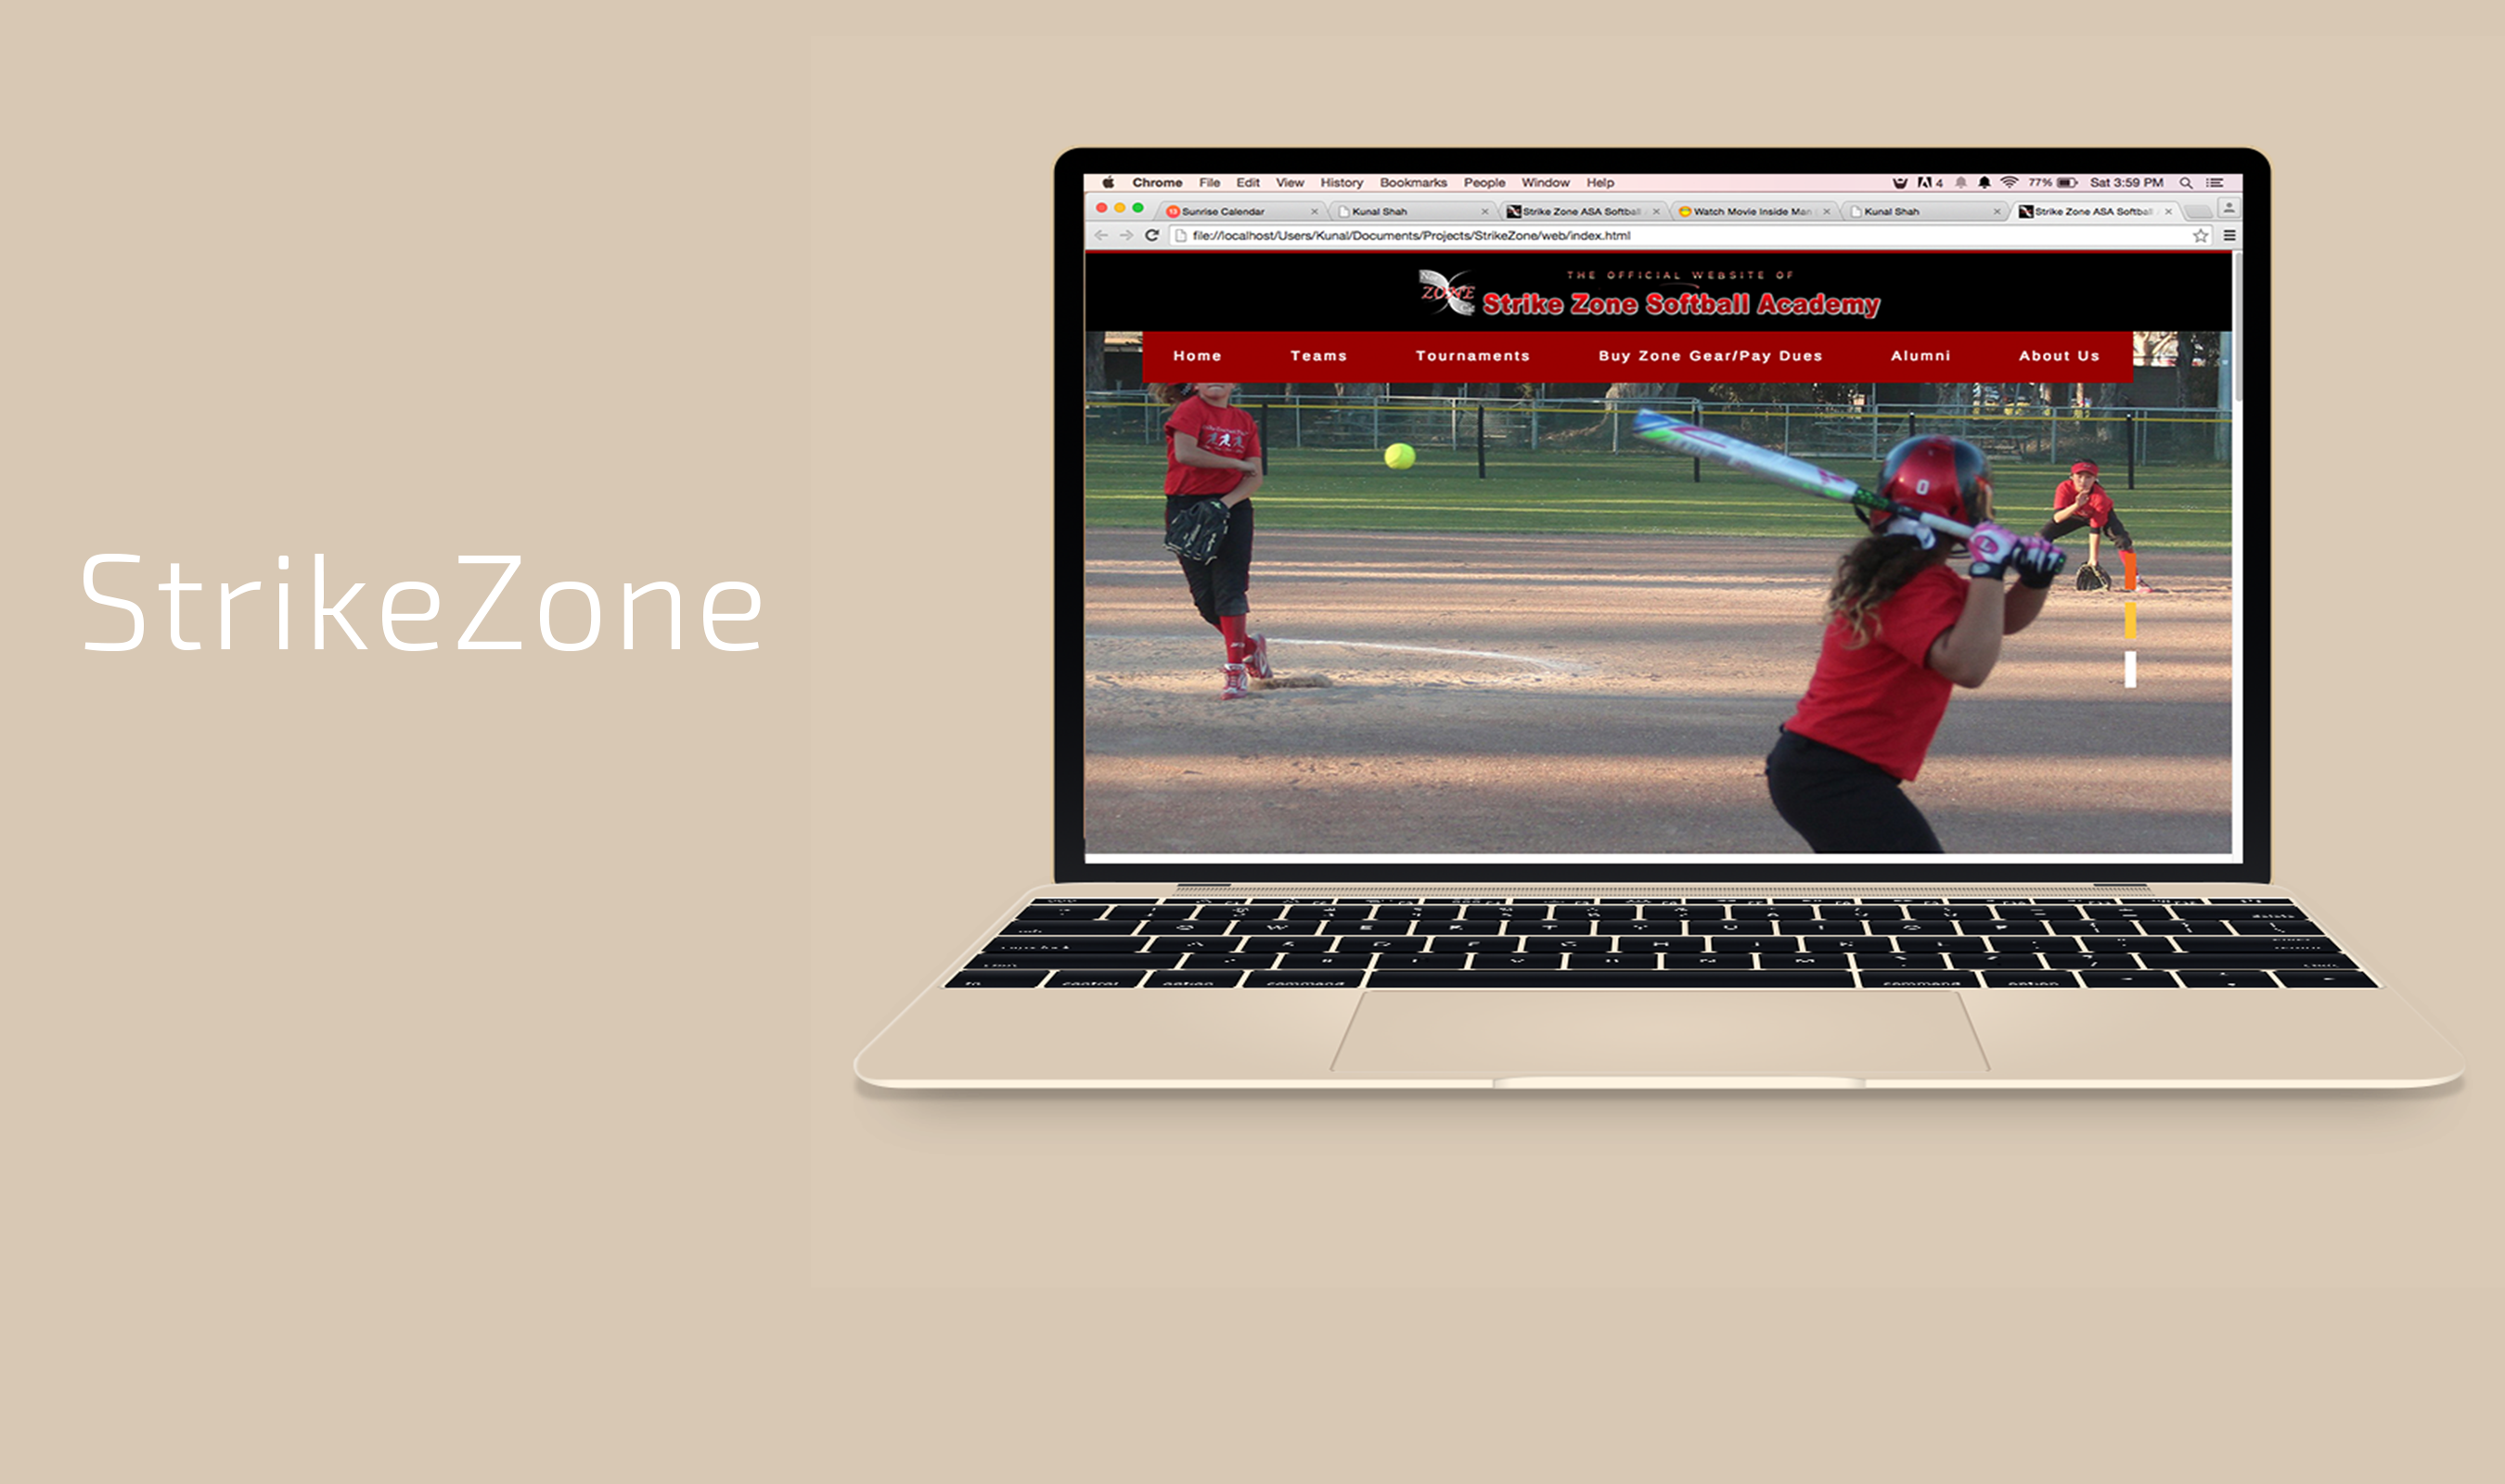 StrikeZone
Chrome File Edit View History Bookmarks People Window Help 4 77% Sat 3:59 PM
13 Sunrise Calendar Kunal Shah Strike Zone ASA Softball Watch Movie Inside Man Kunal Shah Strike Zone ASA Softball
file://localhost/Users/Kunal/Documents/Projects/StrikeZone/web/index.html
THE OFFICIAL WEBSITE OF
ZONE Strike Zone Softball Academy
Home Teams Tournaments Buy Zone Gear/Pay Dues Alumni About Us
0
fn control option command command option